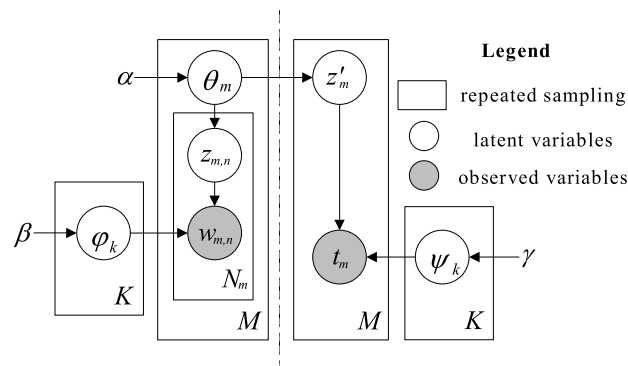 α
θm
z′m
zm,n
β
φk
wm,n
Nm
K
M
tm
ψk
γ
M
K
Legend
repeated sampling
latent variables
observed variables